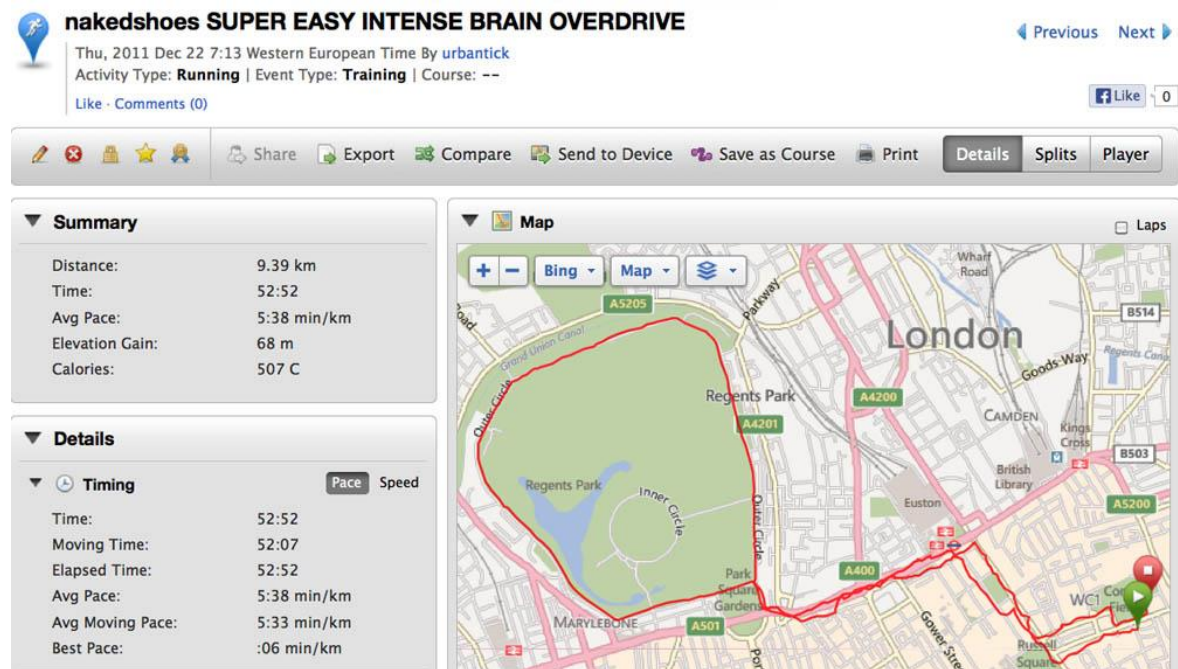 nakedshoes SUPER EASY INTENSE BRAIN OVERDRIVE
Thu, 2011 Dec 22 7:13 Western European Time By urbantick
Activity Type: Running | Event Type: Training | Course: --
Like · Comments (0)
Previous Next
Like 0
Share Export Compare Send to Device Save as Course Print Details Splits Player
Summary
Distance: 9.39 km
Time: 52:52
Avg Pace: 5:38 min/km
Elevation Gain: 68 m
Calories: 507 C
Details
Timing Pace Speed
Time: 52:52
Moving Time: 52:07
Elapsed Time: 52:52
Avg Pace: 5:38 min/km
Avg Moving Pace: 5:33 min/km
Best Pace: :06 min/km
Map Laps
+ − Bing Map
Wharf
Road
A5205
Parkway
B514
Grand Union Canal
London
Goods Way
Regents Park
A4200
A4201
CAMDEN
Kings
Cross
B503
Outer Circle
British
Library
Regents Park
Inner Circle
Euston
A5200
Outer Circle
Park
Square
Gardens
A400
WC1
MARYLEBONE
A501
Gower Street
Russell
Square